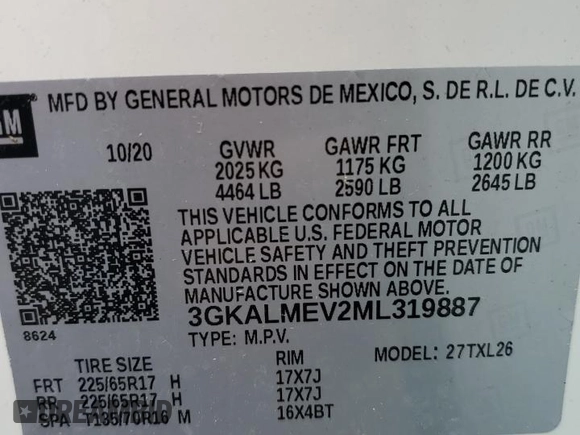 GM
MFD BY GENERAL MOTORS DE MEXICO, S. DE R.L. DE C.V.
10/20 GVWR GAWR FRT GAWR RR
2025 KG 1175 KG 1200 KG
4464 LB 2590 LB 2645 LB
THIS VEHICLE CONFORMS TO ALL
APPLICABLE U.S. FEDERAL MOTOR
VEHICLE SAFETY AND THEFT PREVENTION
STANDARDS IN EFFECT ON THE DATE OF
MANUFACTURE SHOWN ABOVE.
3GKALMEV2ML319887
8624 TYPE: M.P.V. MODEL: 27TXL26
TIRE SIZE RIM
FRT 225/65R17 H 17X7J
RR 225/65R17 H 17X7J
SPA T135/70R16 M 16X4BT